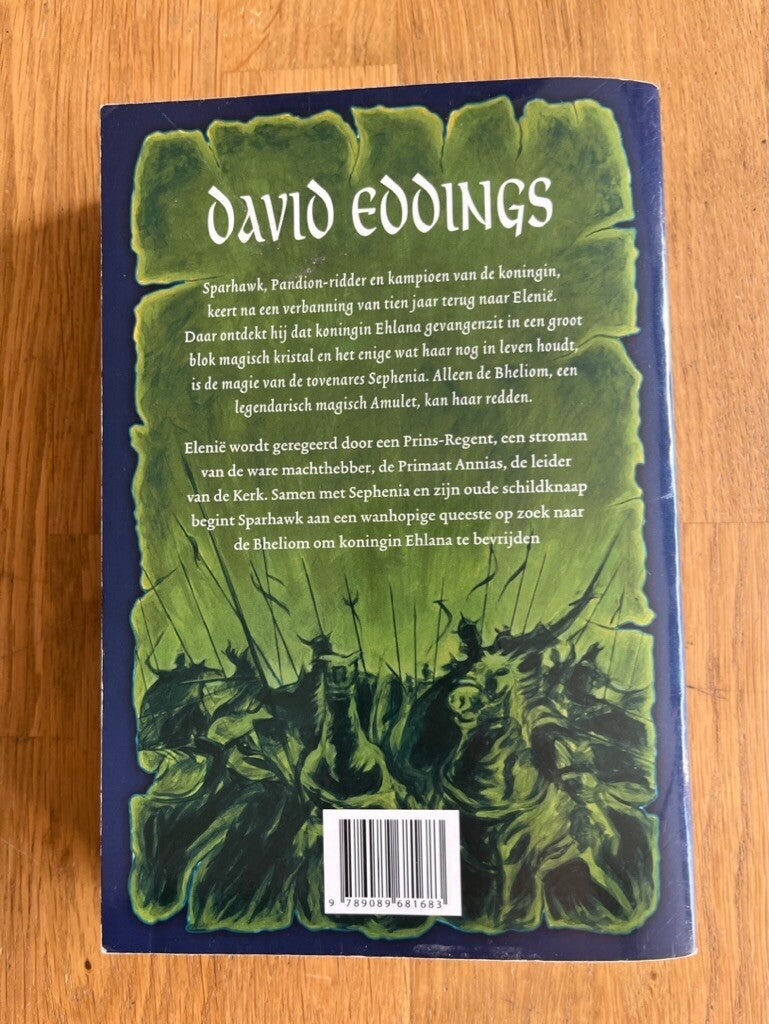 DAVID EDDINGS
Sparhawk, Pandion-ridder en kampioen van de koningin,
keert na een verbanning van tien jaar terug naar Elenië.
Daar ontdekt hij dat koningin Ehlana gevangenzit in een groot
blok magisch kristal en het enige wat haar nog in leven houdt,
is de magie van de tovenares Sephenia. Alleen de Bheliom, een
legendarisch magisch Amulet, kan haar redden.
Elenië wordt geregeerd door een Prins-Regent, een stroman
van de ware machthebber, de Primaat Annias, de leider
van de Kerk. Samen met Sephenia en zijn oude schildknaap
begint Sparhawk aan een wanhopige queeste op zoek naar
de Bheliom om koningin Ehlana te bevrijden
9 789089 681683